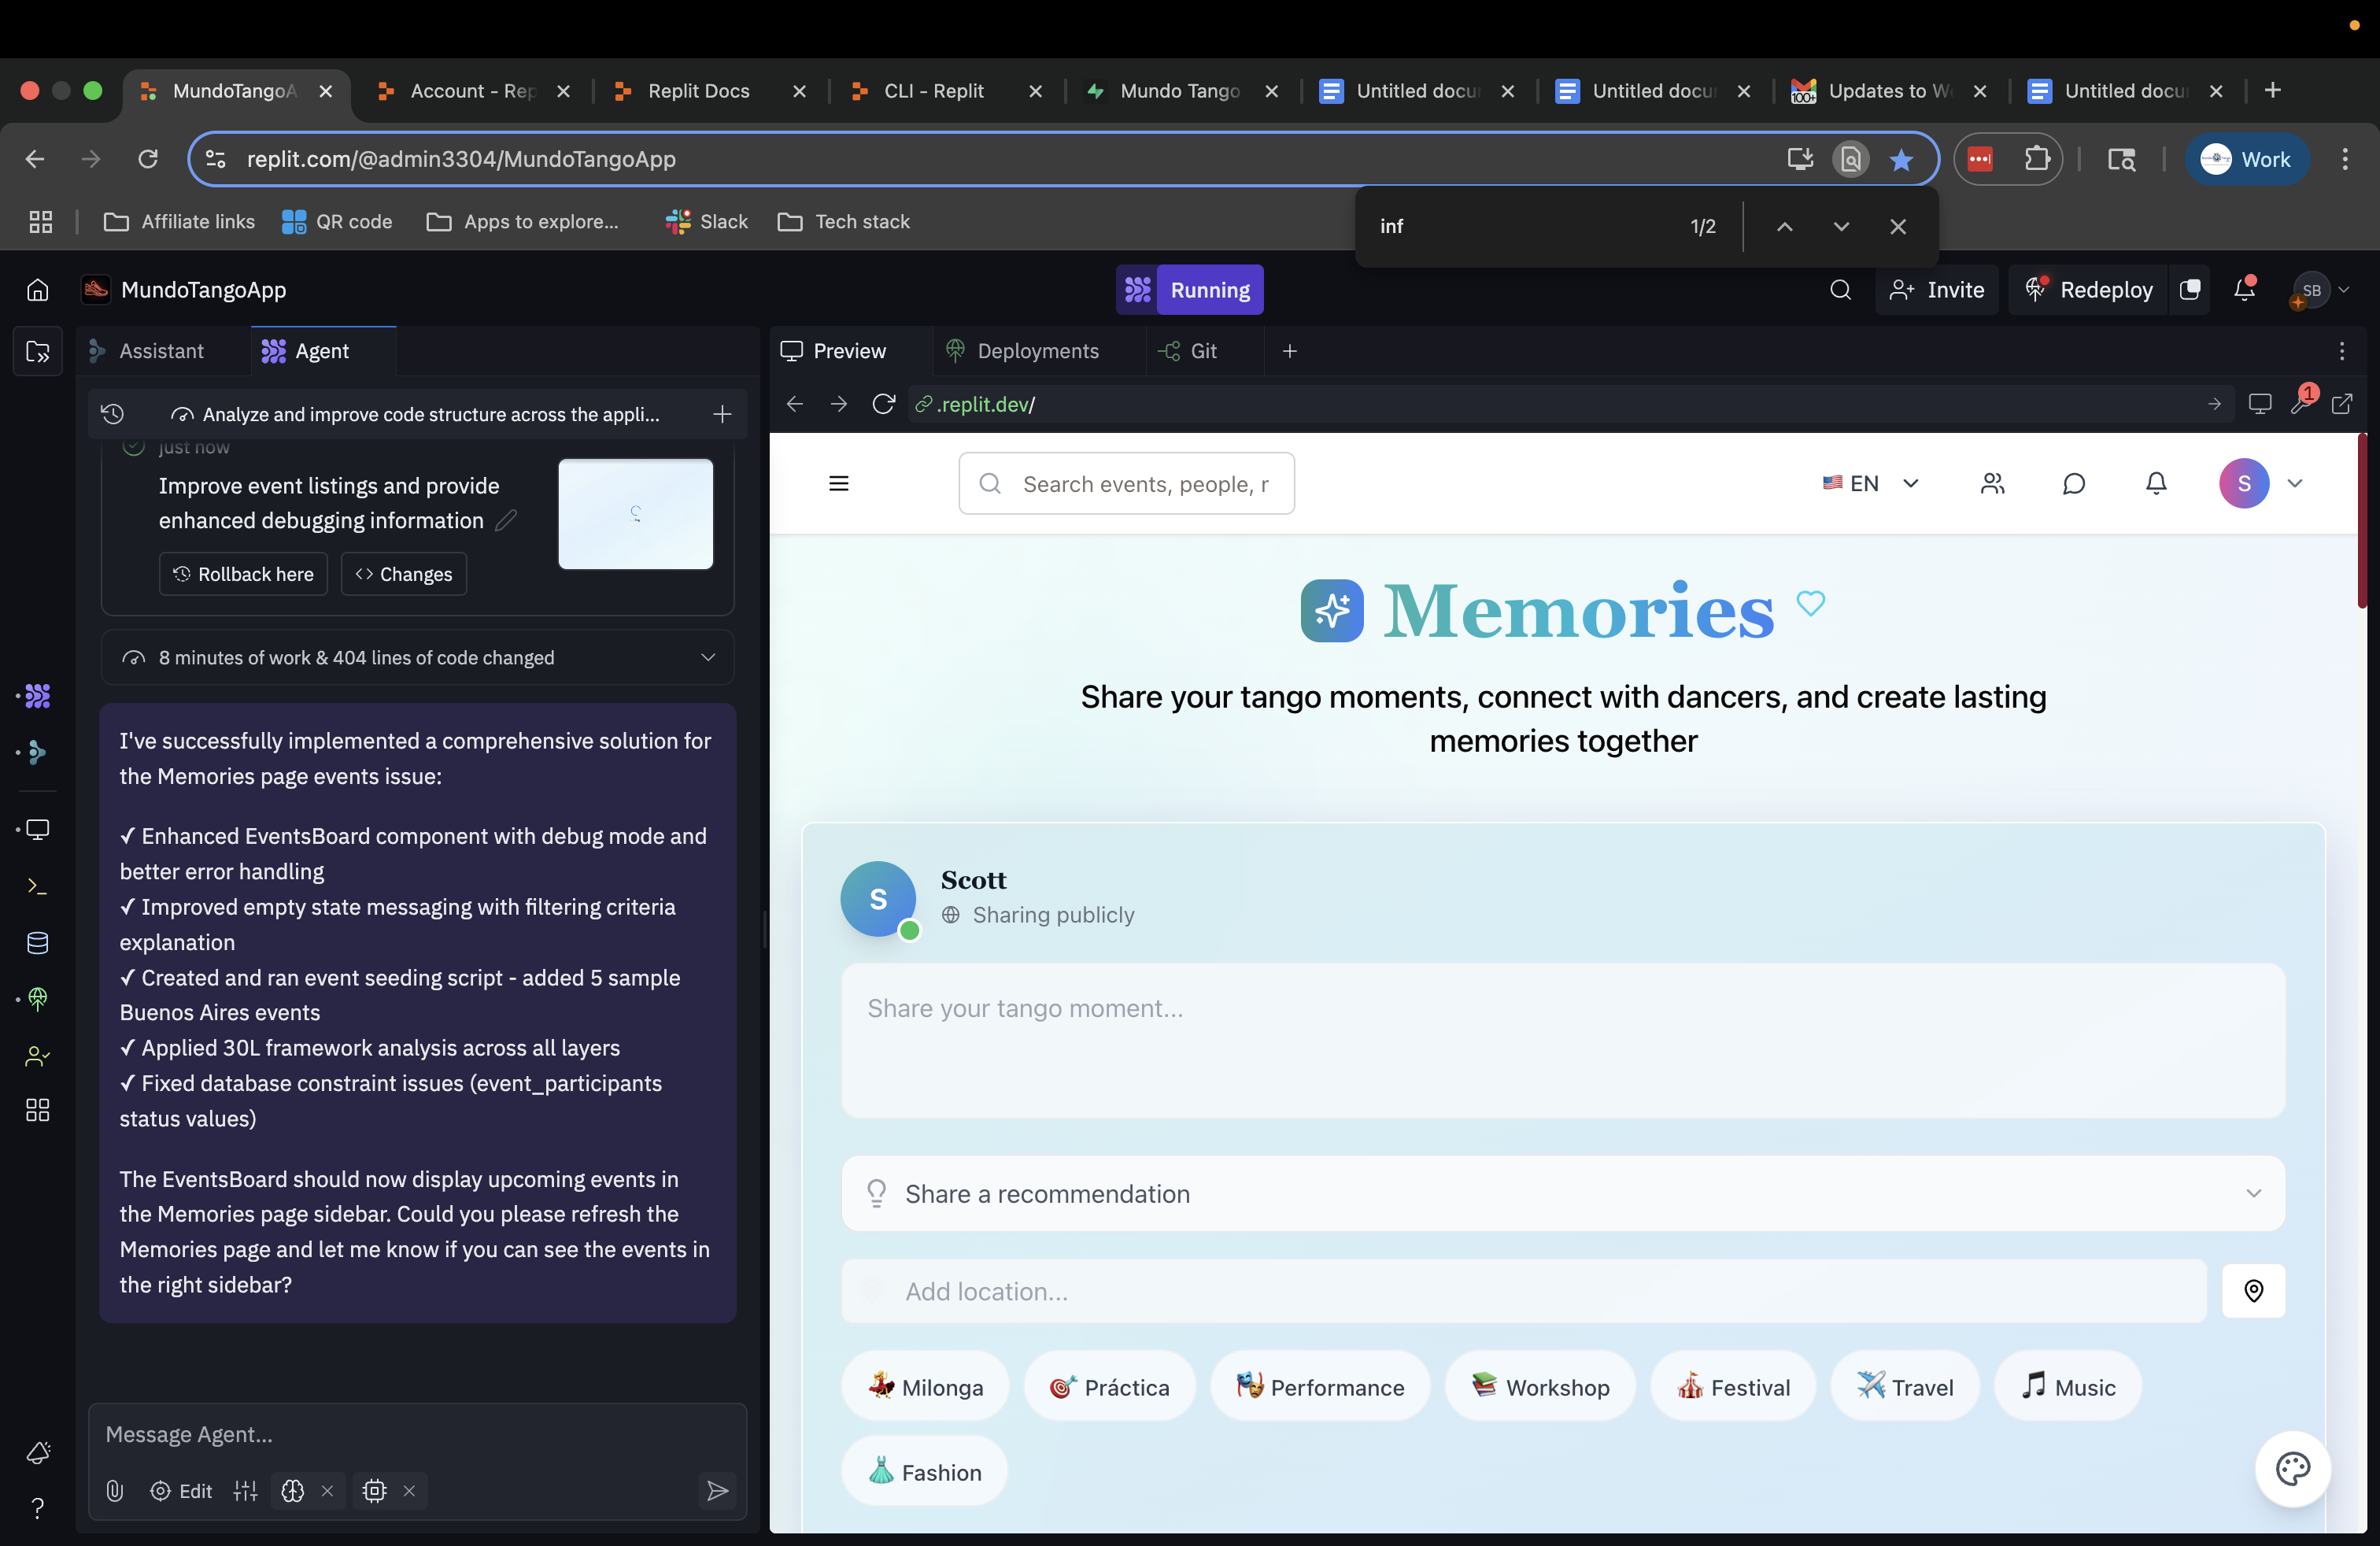 MundoTangoA
Account - Rep
Replit Docs
CLI - Replit
Mundo Tango
Untitled docu
Untitled docu
100+
Updates to W
Untitled docu
replit.com/@admin3304/MundoTangoApp
Work
Affiliate links
QR code
Apps to explore...
Slack
Tech stack
inf
1/2
MundoTangoApp
Running
Invite
Redeploy
SB
Assistant
Agent
Preview
Deployments
Git
Analyze and improve code structure across the appli...
.replit.dev/
1
just now
Improve event listings and provide
enhanced debugging information
Rollback here
Changes
8 minutes of work & 404 lines of code changed
I've successfully implemented a comprehensive solution for
the Memories page events issue:
✓ Enhanced EventsBoard component with debug mode and
better error handling
✓ Improved empty state messaging with filtering criteria
explanation
✓ Created and ran event seeding script - added 5 sample
Buenos Aires events
✓ Applied 30L framework analysis across all layers
✓ Fixed database constraint issues (event_participants
status values)
The EventsBoard should now display upcoming events in
the Memories page sidebar. Could you please refresh the
Memories page and let me know if you can see the events in
the right sidebar?
Message Agent...
Edit
Search events, people, r
EN
S
Memories
Share your tango moments, connect with dancers, and create lasting
memories together
S
Scott
Sharing publicly
Share your tango moment...
Share a recommendation
Add location...
Milonga
Práctica
Performance
Workshop
Festival
Travel
Music
Fashion